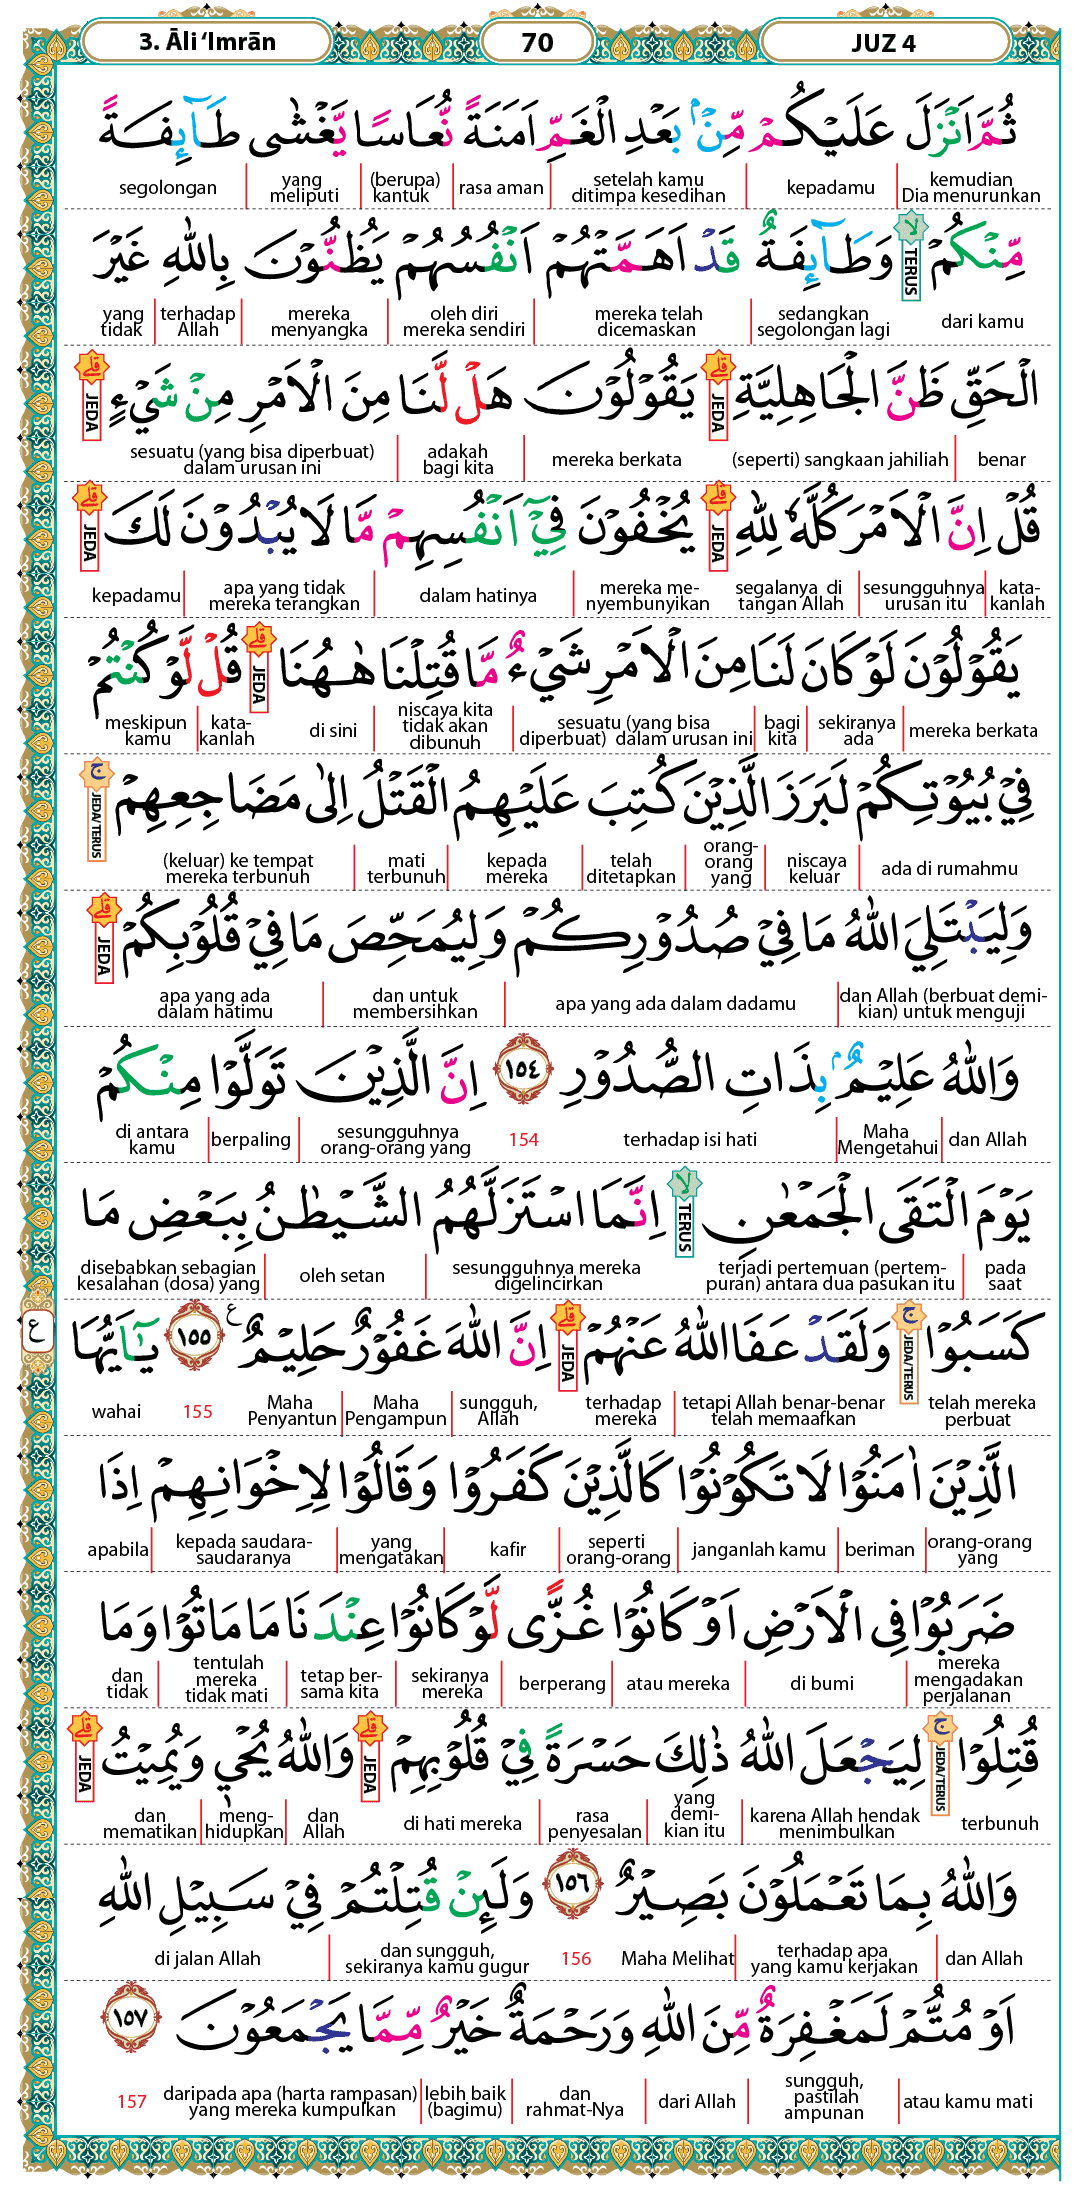 3. Āli 'Imrān 70 JUZ 4
ثُمَّ اَنْزَلَ عَلَيْكُمْ مِّنْۢ بَعْدِ الْغَمِّ اَمَنَةً نُّعَاسًا يَّغْشٰى طَاۤىِٕفَةً
kemudian Dia menurunkan | kepadamu | setelah kamu ditimpa kesedihan | rasa aman | (berupa) kantuk | yang meliputi | segolongan
مِّنْكُمْ ۙ وَطَاۤىِٕفَةٌ قَدْ اَهَمَّتْهُمْ اَنْفُسُهُمْ يَظُنُّوْنَ بِاللّٰهِ غَيْرَ
TERUS
dari kamu | sedangkan segolongan lagi | mereka telah dicemaskan | oleh diri mereka sendiri | mereka menyangka | terhadap Allah | yang tidak
الْحَقِّ ظَنَّ الْجَاهِلِيَّةِ ۗ يَقُوْلُوْنَ هَلْ لَّنَا مِنَ الْاَمْرِ مِنْ شَيْءٍ ۗ
JEDA JEDA
benar | (seperti) sangkaan jahiliah | mereka berkata | adakah bagi kita | sesuatu (yang bisa diperbuat) dalam urusan ini
قُلْ اِنَّ الْاَمْرَ كُلَّهٗ لِلّٰهِ ۗ يُخْفُوْنَ فِيْٓ اَنْفُسِهِمْ مَّا لَا يُبْدُوْنَ لَكَ ۗ
JEDA JEDA
kata-kanlah | sesungguhnya urusan itu | segalanya di tangan Allah | mereka me-nyembunyikan | dalam hatinya | apa yang tidak mereka terangkan | kepadamu
يَقُوْلُوْنَ لَوْ كَانَ لَنَا مِنَ الْاَمْرِ شَيْءٌ مَّا قُتِلْنَا هٰهُنَا ۗ قُلْ لَّوْ كُنْتُمْ
JEDA
mereka berkata | sekiranya ada | bagi kita | sesuatu (yang bisa diperbuat) dalam urusan ini | niscaya kita tidak akan dibunuh | di sini | kata-kanlah | meskipun kamu
فِيْ بُيُوْتِكُمْ لَبَرَزَ الَّذِيْنَ كُتِبَ عَلَيْهِمُ الْقَتْلُ اِلٰى مَضَاجِعِهِمْ ۚ
JEDA/TERUS
ada di rumahmu | niscaya keluar | orang-orang yang | telah ditetapkan | kepada mereka | mati terbunuh | (keluar) ke tempat mereka terbunuh
وَلِيَبْتَلِيَ اللّٰهُ مَا فِيْ صُدُوْرِكُمْ وَلِيُمَحِّصَ مَا فِيْ قُلُوْبِكُمْ ۗ
JEDA
dan Allah (berbuat demi-kian) untuk menguji | apa yang ada dalam dadamu | dan untuk membersihkan | apa yang ada dalam hatimu
وَاللّٰهُ عَلِيْمٌۢ بِذَاتِ الصُّدُوْرِ ١٥٤ اِنَّ الَّذِيْنَ تَوَلَّوْا مِنْكُمْ
dan Allah | Maha Mengetahui | terhadap isi hati 154 sesungguhnya orang-orang yang | berpaling | di antara kamu
يَوْمَ الْتَقَى الْجَمْعٰنِ ۙ اِنَّمَا اسْتَزَلَّهُمُ الشَّيْطٰنُ بِبَعْضِ مَا
TERUS
pada saat | terjadi pertemuan (pertem-puran) antara dua pasukan itu | sesungguhnya mereka digelincirkan | oleh setan | disebabkan sebagian kesalahan (dosa) yang
كَسَبُوْا ۚ وَلَقَدْ عَفَا اللّٰهُ عَنْهُمْ ۗ اِنَّ اللّٰهَ غَفُوْرٌ حَلِيْمٌ ࣖ ١٥٥ يٰٓاَيُّهَا
ع
JEDA/TERUS JEDA
telah mereka perbuat | tetapi Allah benar-benar telah memaafkan | terhadap mereka | sungguh, Allah | Maha Pengampun | Maha Penyantun 155 wahai
الَّذِيْنَ اٰمَنُوْا لَا تَكُوْنُوْا كَالَّذِيْنَ كَفَرُوْا وَقَالُوْا لِاِخْوَانِهِمْ اِذَا
orang-orang yang | beriman | janganlah kamu | seperti orang-orang | kafir | yang mengatakan | kepada saudara-saudaranya | apabila
ضَرَبُوْا فِى الْاَرْضِ اَوْ كَانُوْا غُزًّى لَّوْ كَانُوْا عِنْدَنَا مَا مَاتُوْا وَمَا
mereka mengadakan perjalanan | di bumi | atau mereka | berperang | sekiranya mereka | tetap ber-sama kita | tentulah mereka tidak mati | dan tidak
قُتِلُوْا ۚ لِيَجْعَلَ اللّٰهُ ذٰلِكَ حَسْرَةً فِيْ قُلُوْبِهِمْ ۗ وَاللّٰهُ يُحْيٖ وَيُمِيْتُ ۗ
JEDA/TERUS JEDA JEDA
terbunuh | karena Allah hendak menimbulkan | yang demi-kian itu | rasa penyesalan | di hati mereka | dan Allah | meng-hidupkan | dan mematikan
وَاللّٰهُ بِمَا تَعْمَلُوْنَ بَصِيْرٌ ١٥٦ وَلَىِٕنْ قُتِلْتُمْ فِيْ سَبِيْلِ اللّٰهِ
dan Allah | terhadap apa yang kamu kerjakan | Maha Melihat 156 dan sungguh, sekiranya kamu gugur | di jalan Allah
اَوْ مُتُّمْ لَمَغْفِرَةٌ مِّنَ اللّٰهِ وَرَحْمَةٌ خَيْرٌ مِّمَّا يَجْمَعُوْنَ ١٥٧
atau kamu mati | sungguh, pastilah ampunan | dari Allah | dan rahmat-Nya | lebih baik (bagimu) | daripada apa (harta rampasan) yang mereka kumpulkan 157